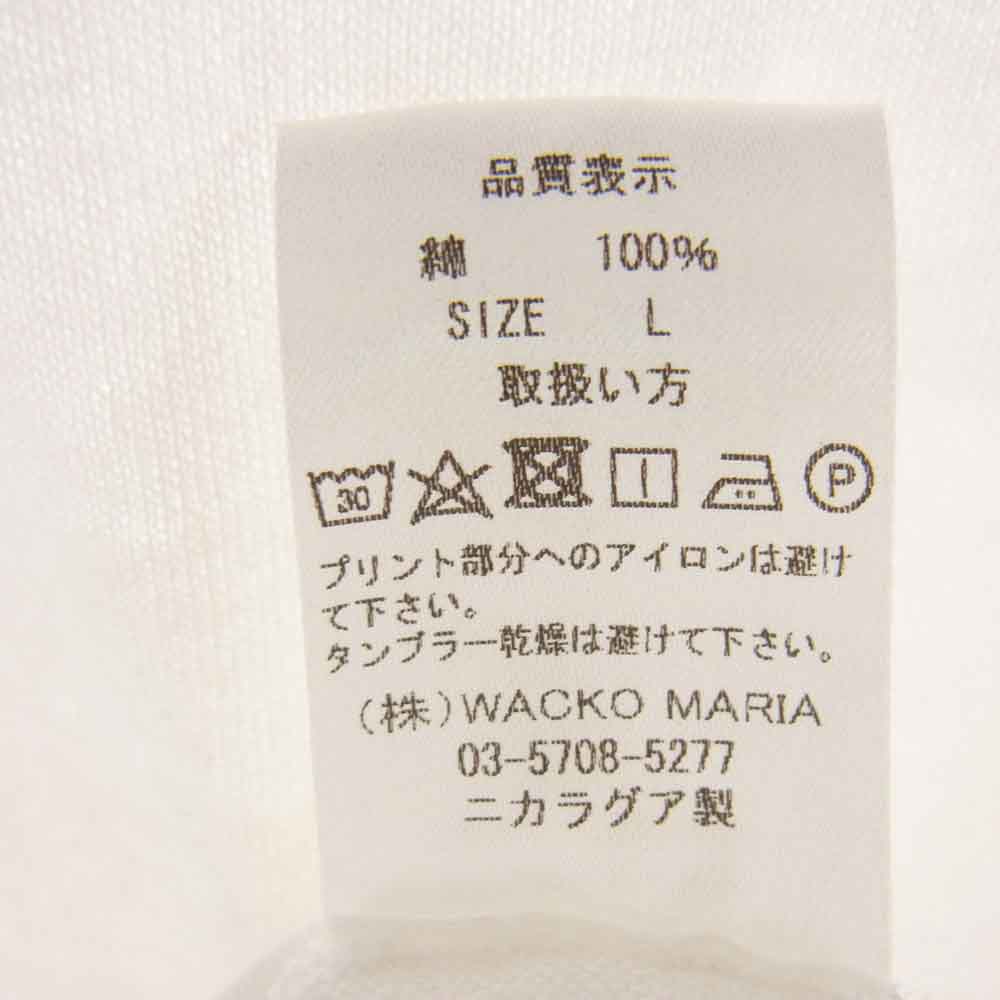 品質表示
綿 100%
SIZE L
取扱い方
30 P
プリント部分へのアイロンは避け
て下さい。
タンブラー乾燥は避けて下さい。
(株)WACKO MARIA
03-5708-5277
ニカラグア製